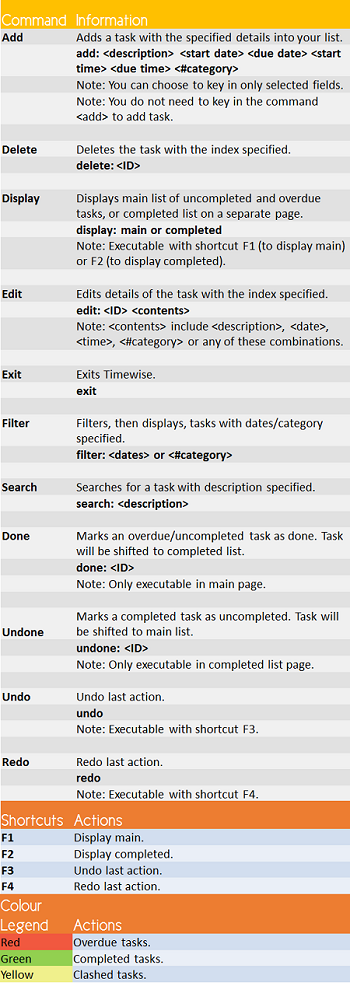 Command Information
Add Adds a task with the specified details into your list.
add: <description> <start date> <due date> <start
time> <due time> <#category>
Note: You can choose to key in only selected fields.
Note: You do not need to key in the command
<add> to add task.
Delete Deletes the task with the index specified.
delete: <ID>
Display Displays main list of uncompleted and overdue
tasks, or completed list on a separate page.
display: main or completed
Note: Executable with shortcut F1 (to display main)
or F2 (to display completed).
Edit Edits details of the task with the index specified.
edit: <ID> <contents>
Note: <contents> include <description>, <date>,
<time>, <#category> or any of these combinations.
Exit Exits Timewise.
exit
Filter Filters, then displays, tasks with dates/category
specified.
filter: <dates> or <#category>
Search Searches for a task with description specified.
search: <description>
Done Marks an overdue/uncompleted task as done. Task
will be shifted to completed list.
done: <ID>
Note: Only executable in main page.
Marks a completed task as uncompleted. Task will
Undone be shifted to main list.
undone: <ID>
Note: Only executable in completed list page.
Undo Undo last action.
undo
Note: Executable with shortcut F3.
Redo Redo last action.
redo
Note: Executable with shortcut F4.
Shortcuts Actions
F1 Display main.
F2 Display completed.
F3 Undo last action.
F4 Redo last action.
Colour
Legend Actions
Red Overdue tasks.
Green Completed tasks.
Yellow Clashed tasks.